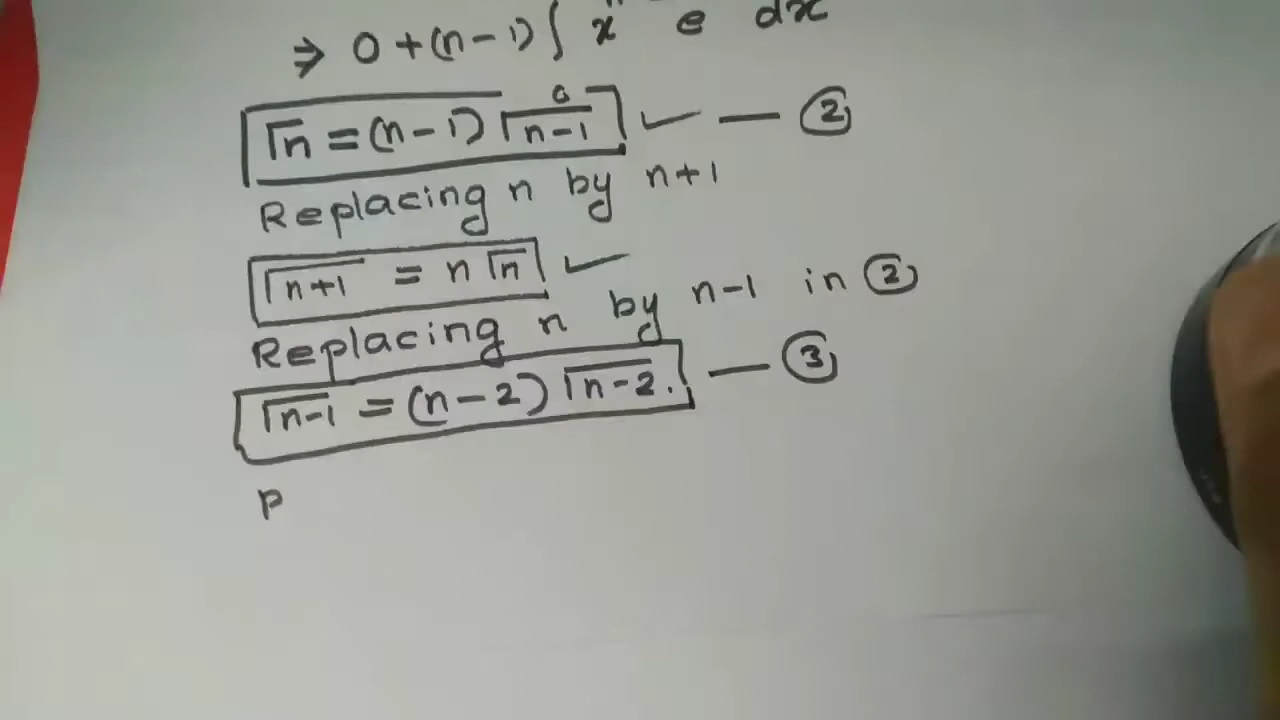 ⇒ 0 + (n-1) ∫ x^n e dx
Γn = (n-1) Γn-1 ✓ — ②
Replacing n by n+1
Γn+1 = n Γn ✓
Replacing n by n-1 in ②
Γn-1 = (n-2) Γn-2. — ③
P